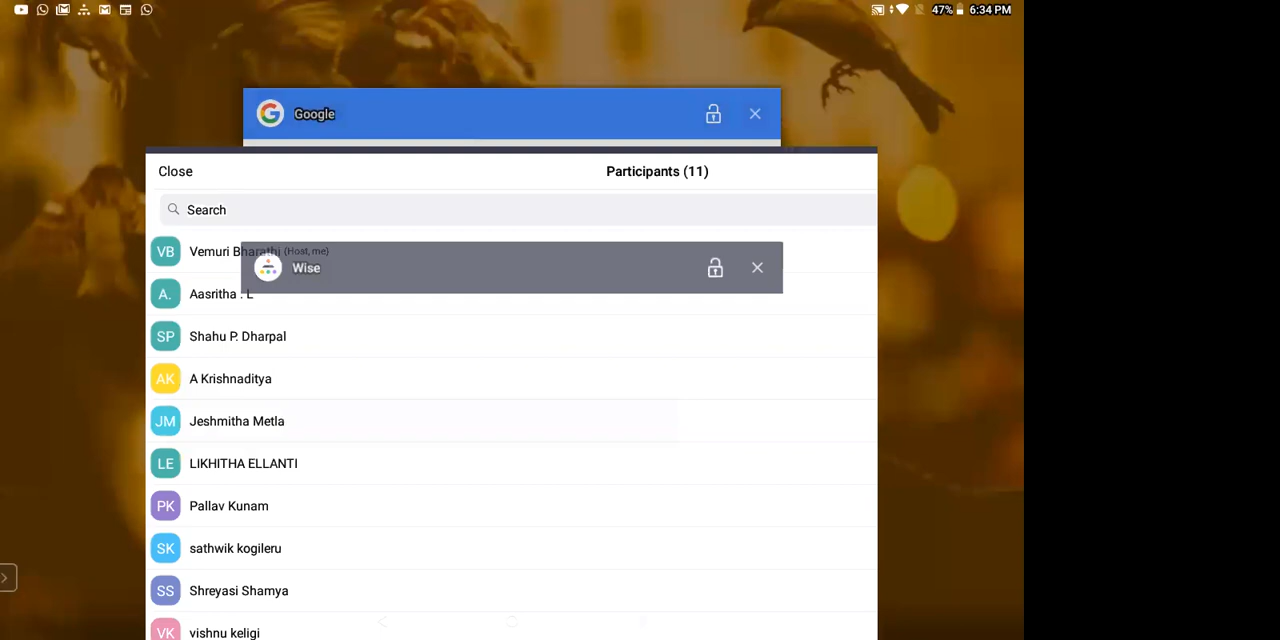 47% 6:34 PM
Google
Close Participants (11)
Search
VB Vemuri Bharathi (Host, me)
Wise
A. Aasritha . L
SP Shahu P. Dharpal
AK A Krishnaditya
JM Jeshmitha Metla
LE LIKHITHA ELLANTI
PK Pallav Kunam
SK sathwik kogileru
SS Shreyasi Shamya
VK vishnu keligi